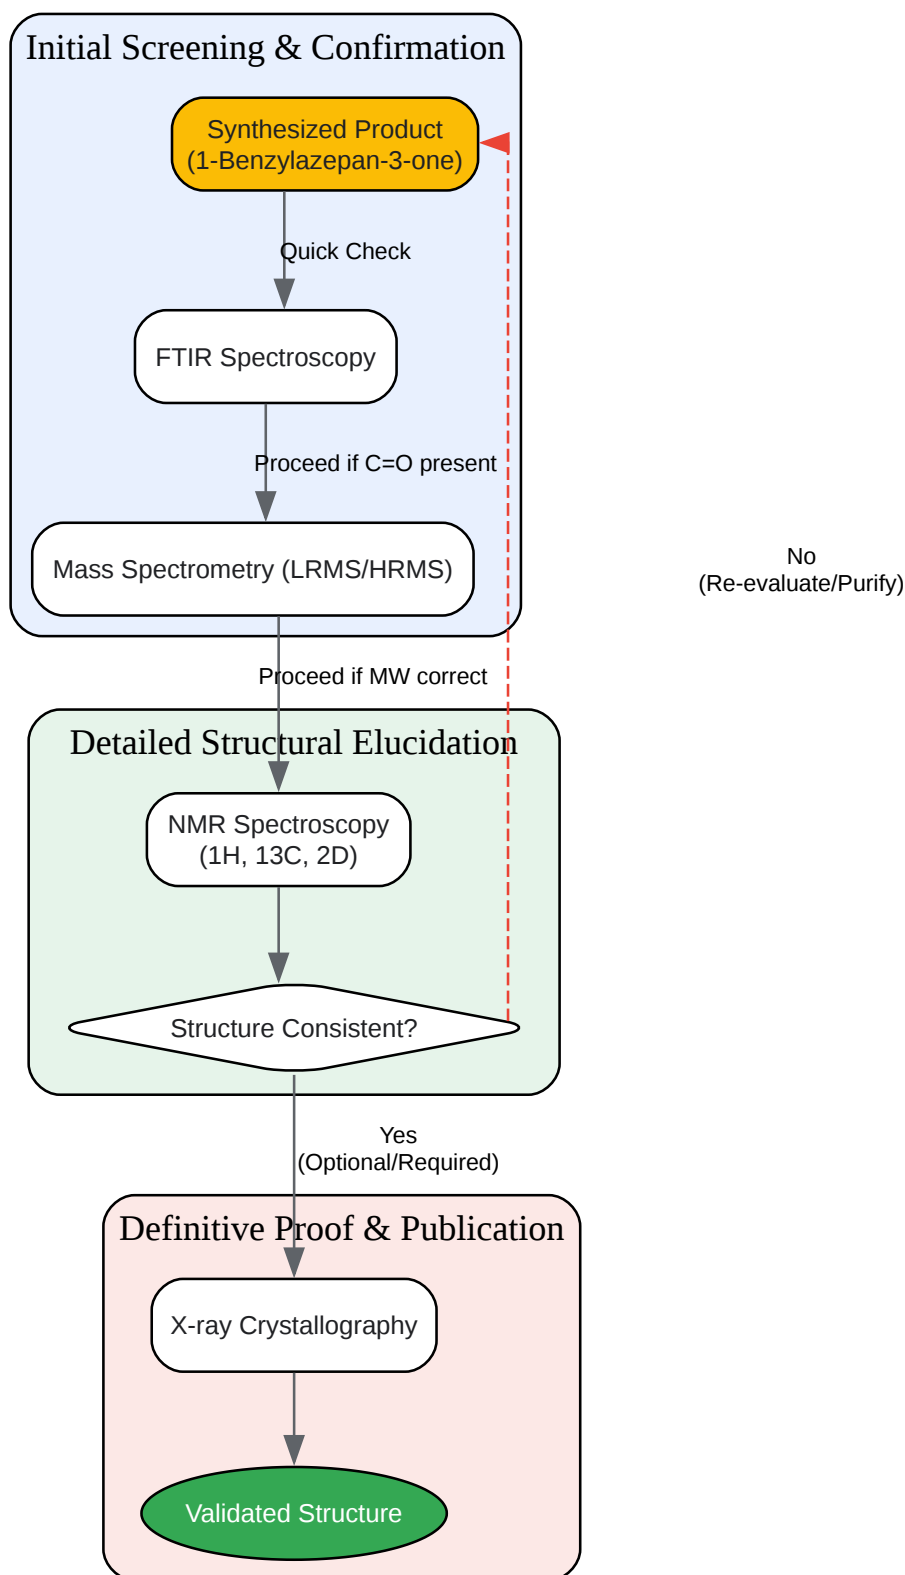 Initial Screening & Confirmation
Synthesized Product
(1-Benzylazepan-3-one)
Quick Check
FTIR Spectroscopy
Proceed if C=O present
Mass Spectrometry (LRMS/HRMS)
No
(Re-evaluate/Purify)
Proceed if MW correct
Detailed Structural Elucidation
NMR Spectroscopy
(1H, 13C, 2D)
Structure Consistent?
Yes
(Optional/Required)
Definitive Proof & Publication
X-ray Crystallography
Validated Structure